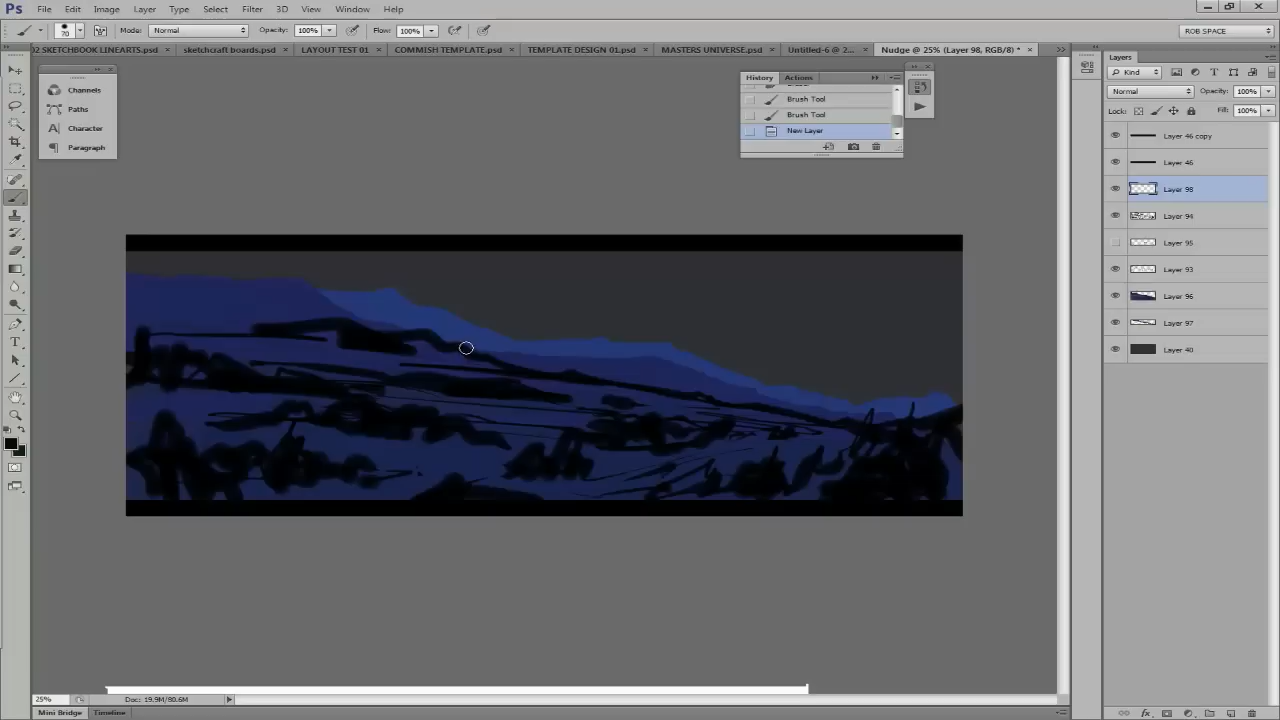 Ps File Edit Image Layer Type Select Filter 3D View Window Help
70 Mode: Normal Opacity: 100% Flow: 100% ROB SPACE
02 SKETCHBOOK LINEARTS.psd × sketchcraft boards.psd × LAYOUT TEST 01 × COMMISH TEMPLATE.psd × TEMPLATE DESIGN 01.psd × MASTERS UNIVERSE.psd × Untitled-6 @ 2... × Nudge @ 25% (Layer 98, RGB/8) * ×
Channels
Paths
Character
Paragraph
History Actions
Brush Tool
Brush Tool
New Layer
Layers
Kind
Normal Opacity: 100%
Lock: Fill: 100%
Layer 46 copy
Layer 46
Layer 98
Layer 94
Layer 95
Layer 93
Layer 96
Layer 97
Layer 40
25% Doc: 19.9M/80.6M
Mini Bridge Timeline